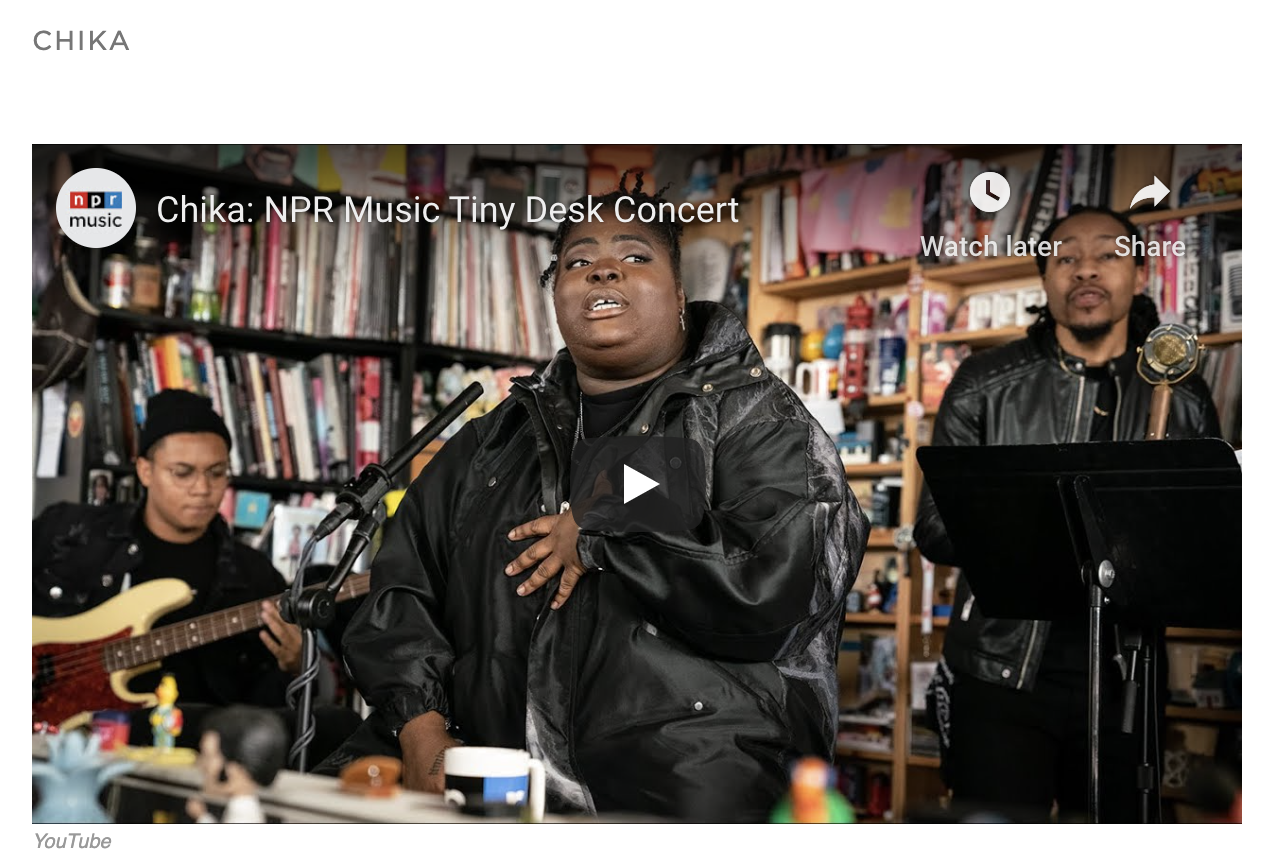 CHIKA
npr
music
Chika: NPR Music Tiny Desk Concert
Watch later
Share
YouTube